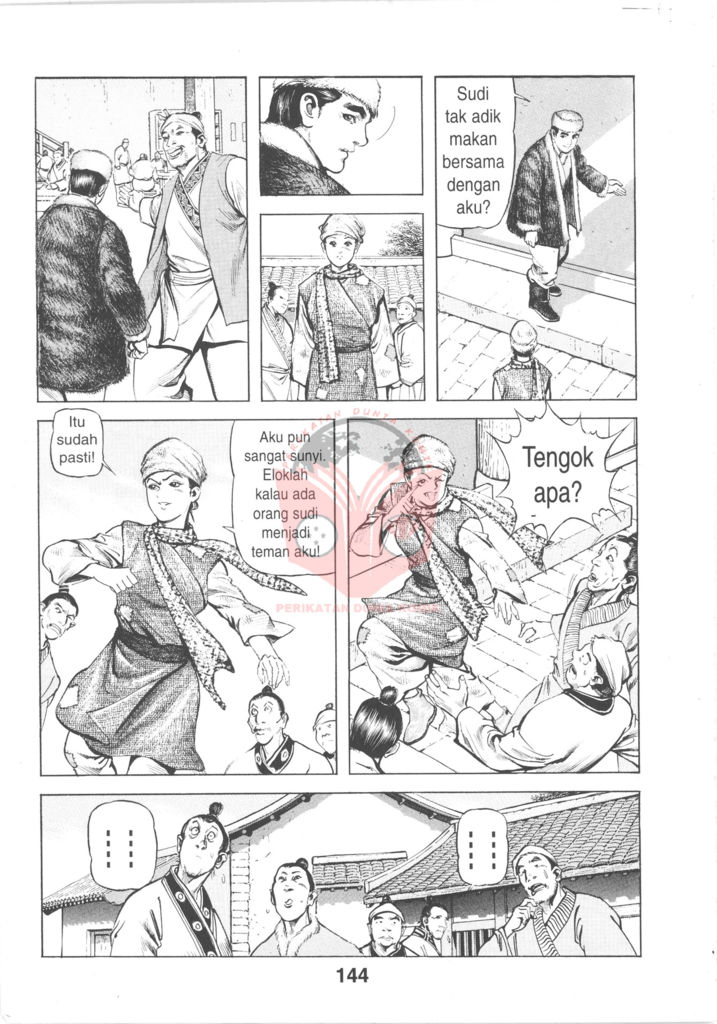 Sudi
tak adik
makan
bersama
dengan
aku?
Itu
sudah
pasti!
Aku pun
sangat sunyi.
Eloklah
kalau ada
orang sudi
menjadi
teman aku!
Tengok
apa?
144